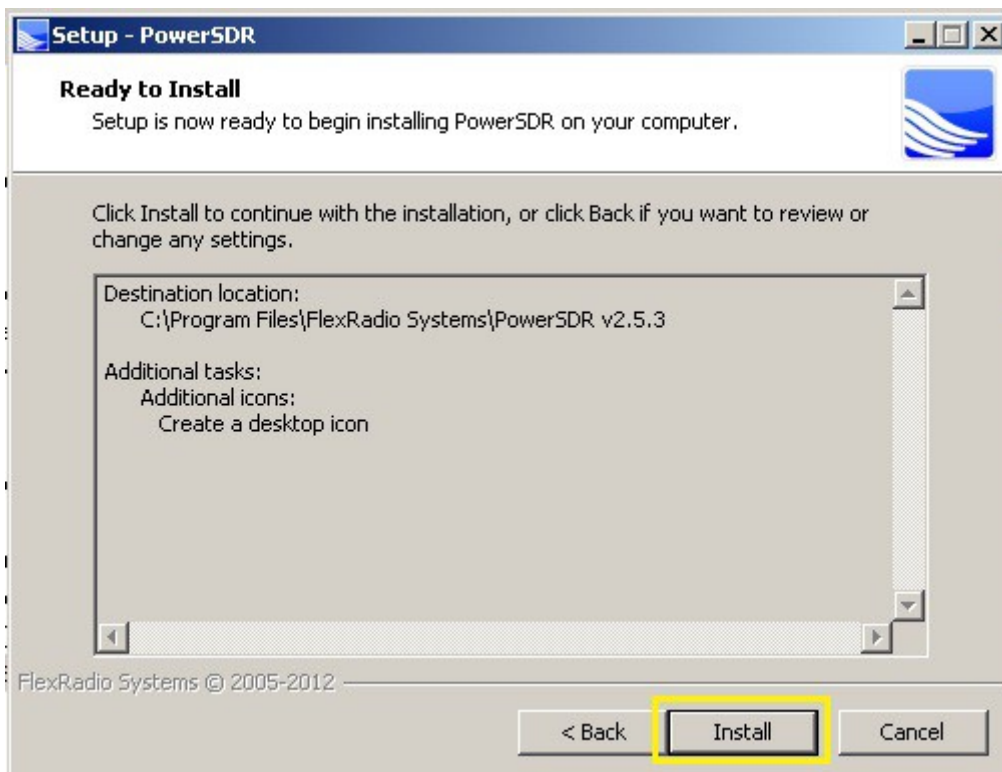 Setup - PowerSDR
Ready to Install
Setup is now ready to begin installing PowerSDR on your computer.
Click Install to continue with the installation, or click Back if you want to review or
change any settings.
Destination location:
C:\Program Files\FlexRadio Systems\PowerSDR v2.5.3
Additional tasks:
Additional icons:
Create a desktop icon
FlexRadio Systems © 2005-2012
< Back
Install
Cancel